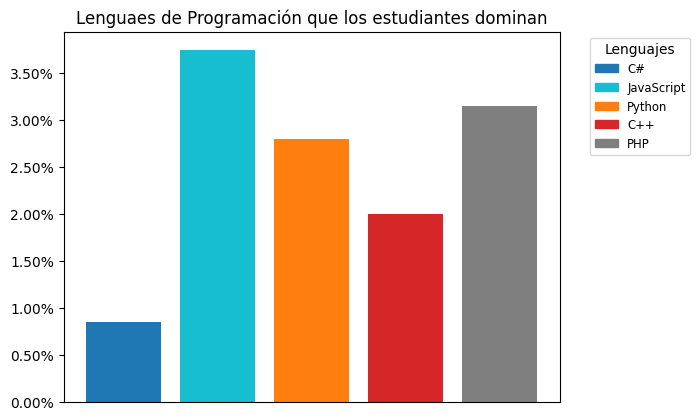 Lenguaes de Programación que los estudiantes dominan
3.50%
3.00%
2.50%
2.00%
1.50%
1.00%
0.50%
0.00%
Lenguajes
C#
JavaScript
Python
C++
PHP